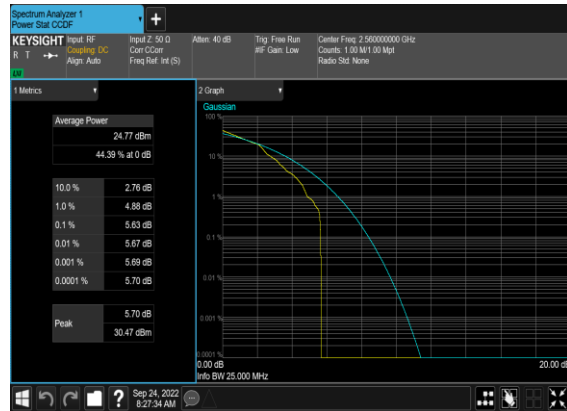 Spectrum Analyzer 1
Power Stat CCDF
KEYSIGHT
R T
LV
Input: RF
Coupling: DC
Align: Auto
Input Z: 50 Ω
Corr CCorr
Freq Ref: Int (S)
Atten: 40 dB
Trig: Free Run
#IF Gain: Low
Center Freq: 2.560000000 GHz
Counts: 1.00 M/1.00 Mpt
Radio Std: None
1 Metrics
Average Power
24.77 dBm
44.39 % at 0 dB
10.0 % 2.76 dB
1.0 % 4.88 dB
0.1 % 5.63 dB
0.01 % 5.67 dB
0.001 % 5.69 dB
0.0001 % 5.70 dB
Peak
5.70 dB
30.47 dBm
2 Graph
Gaussian
100 %
10 %
1 %
0.1 %
0.01 %
0.001 %
0.0001 %
0.00 dB
20.00 dB
Info BW 25.000 MHz
?
Sep 24, 2022
8:27:34 AM